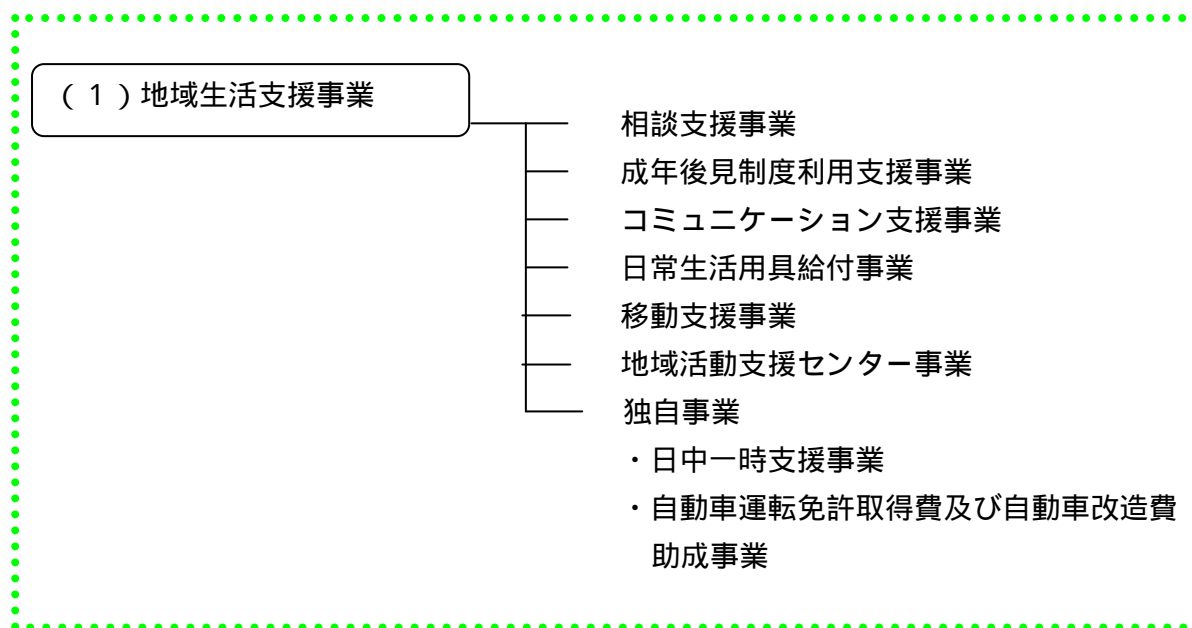 （１）地域生活支援事業
相談支援事業
成年後見制度利用支援事業
コミュニケーション支援事業
日常生活用具給付事業
移動支援事業
地域活動支援センター事業
独自事業
・日中一時支援事業
・自動車運転免許取得費及び自動車改造費
助成事業